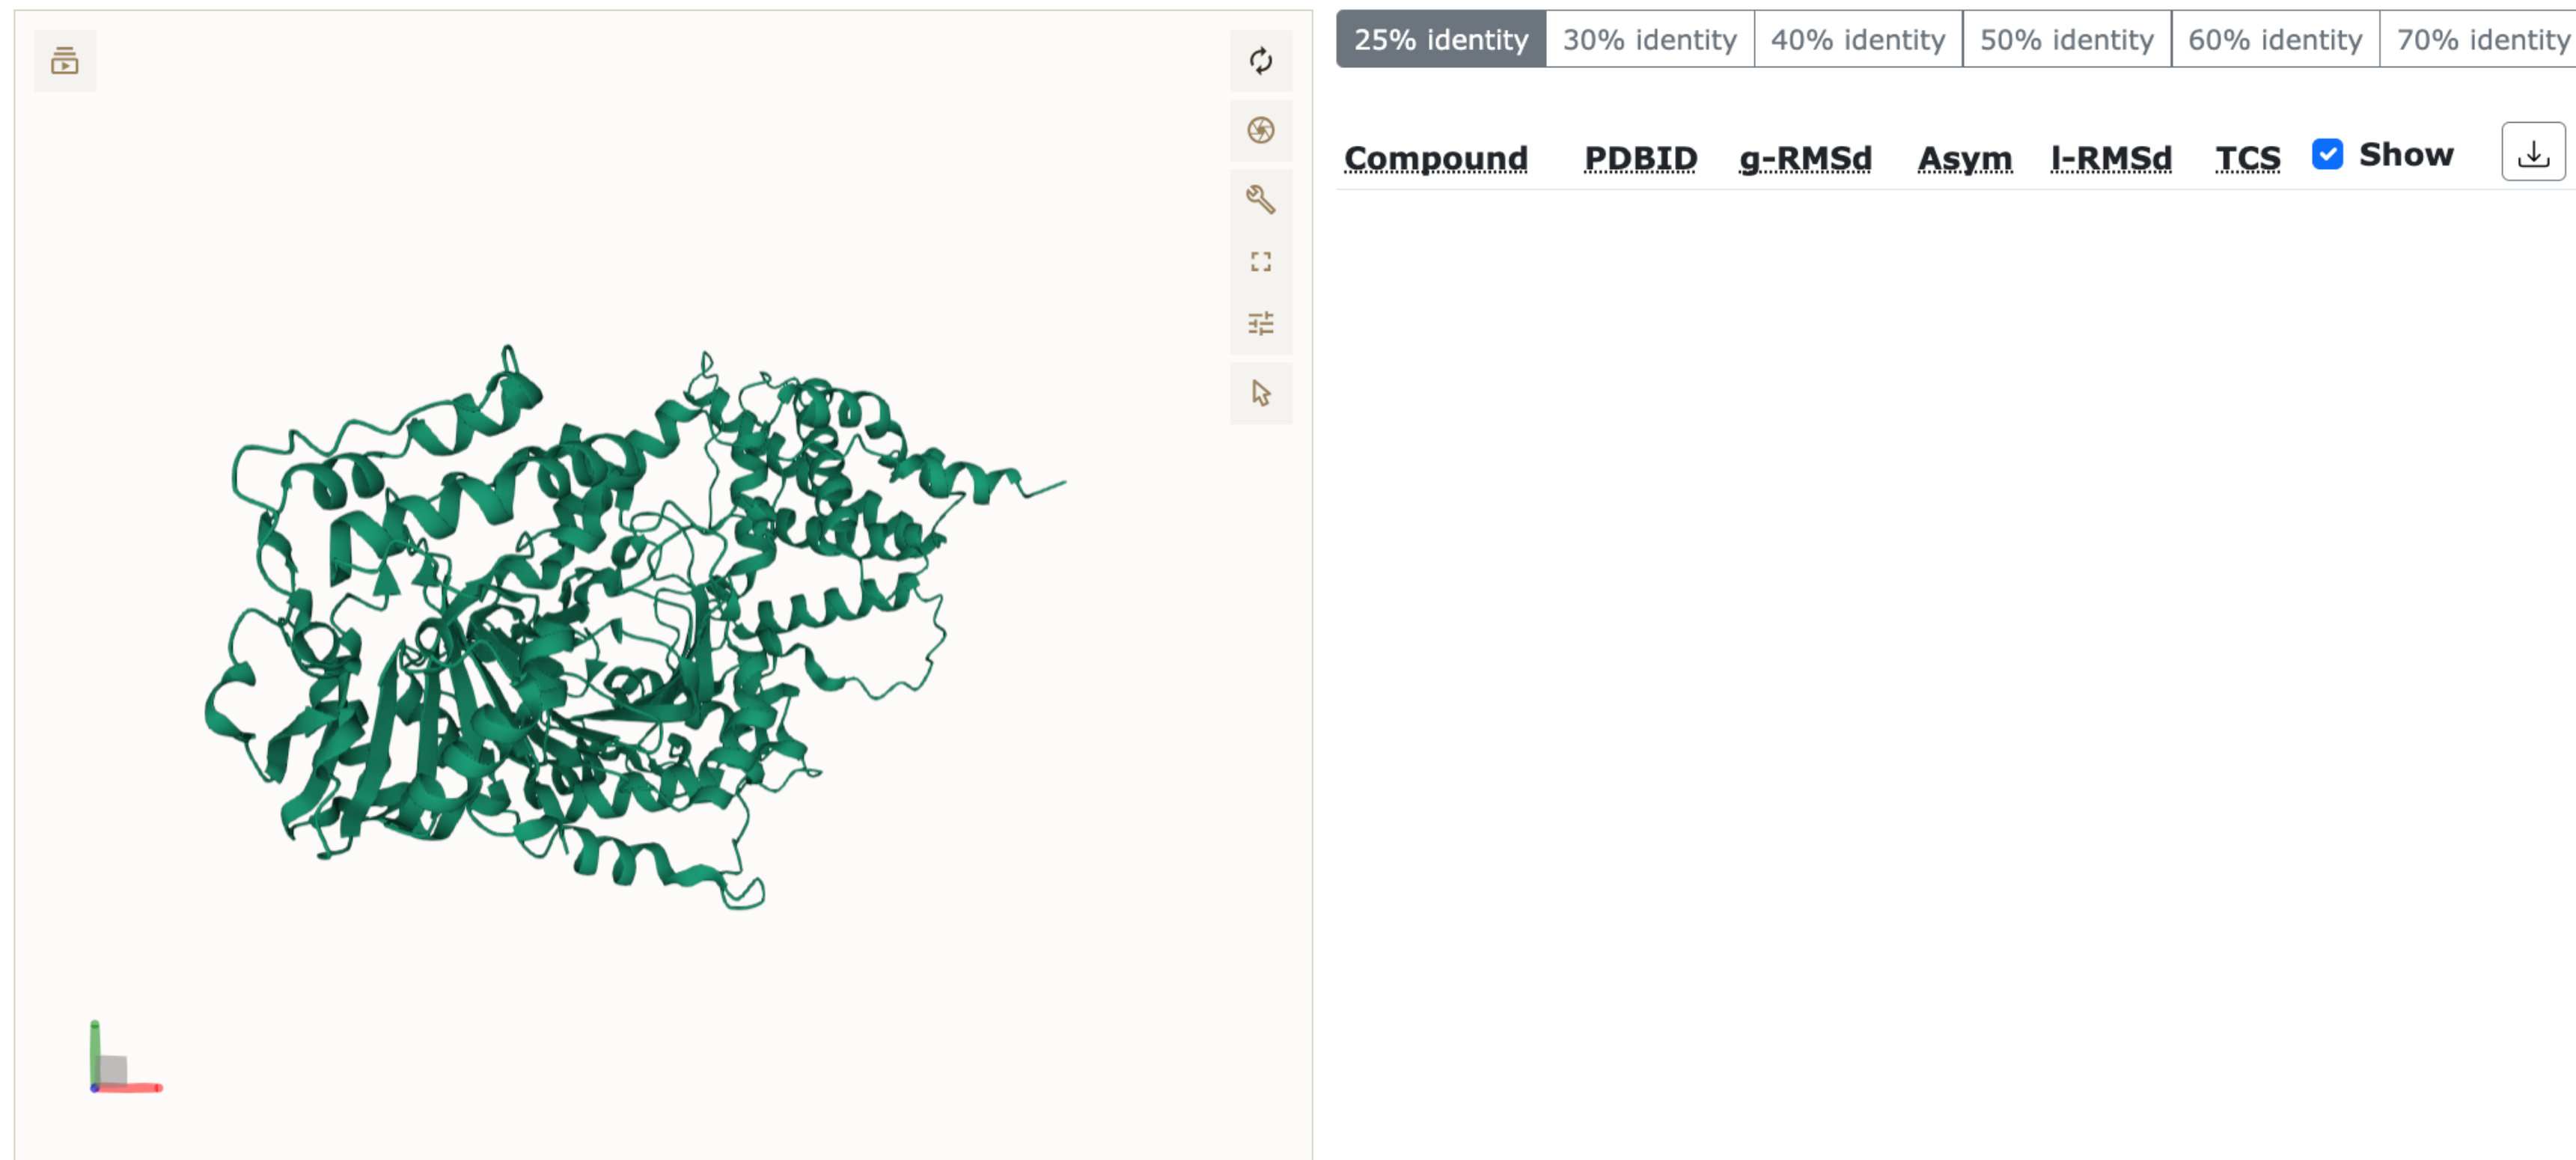 25% identity 30% identity 40% identity 50% identity 60% identity 70% identity
Compound PDBID g-RMSd Asym l-RMSd TCS Show